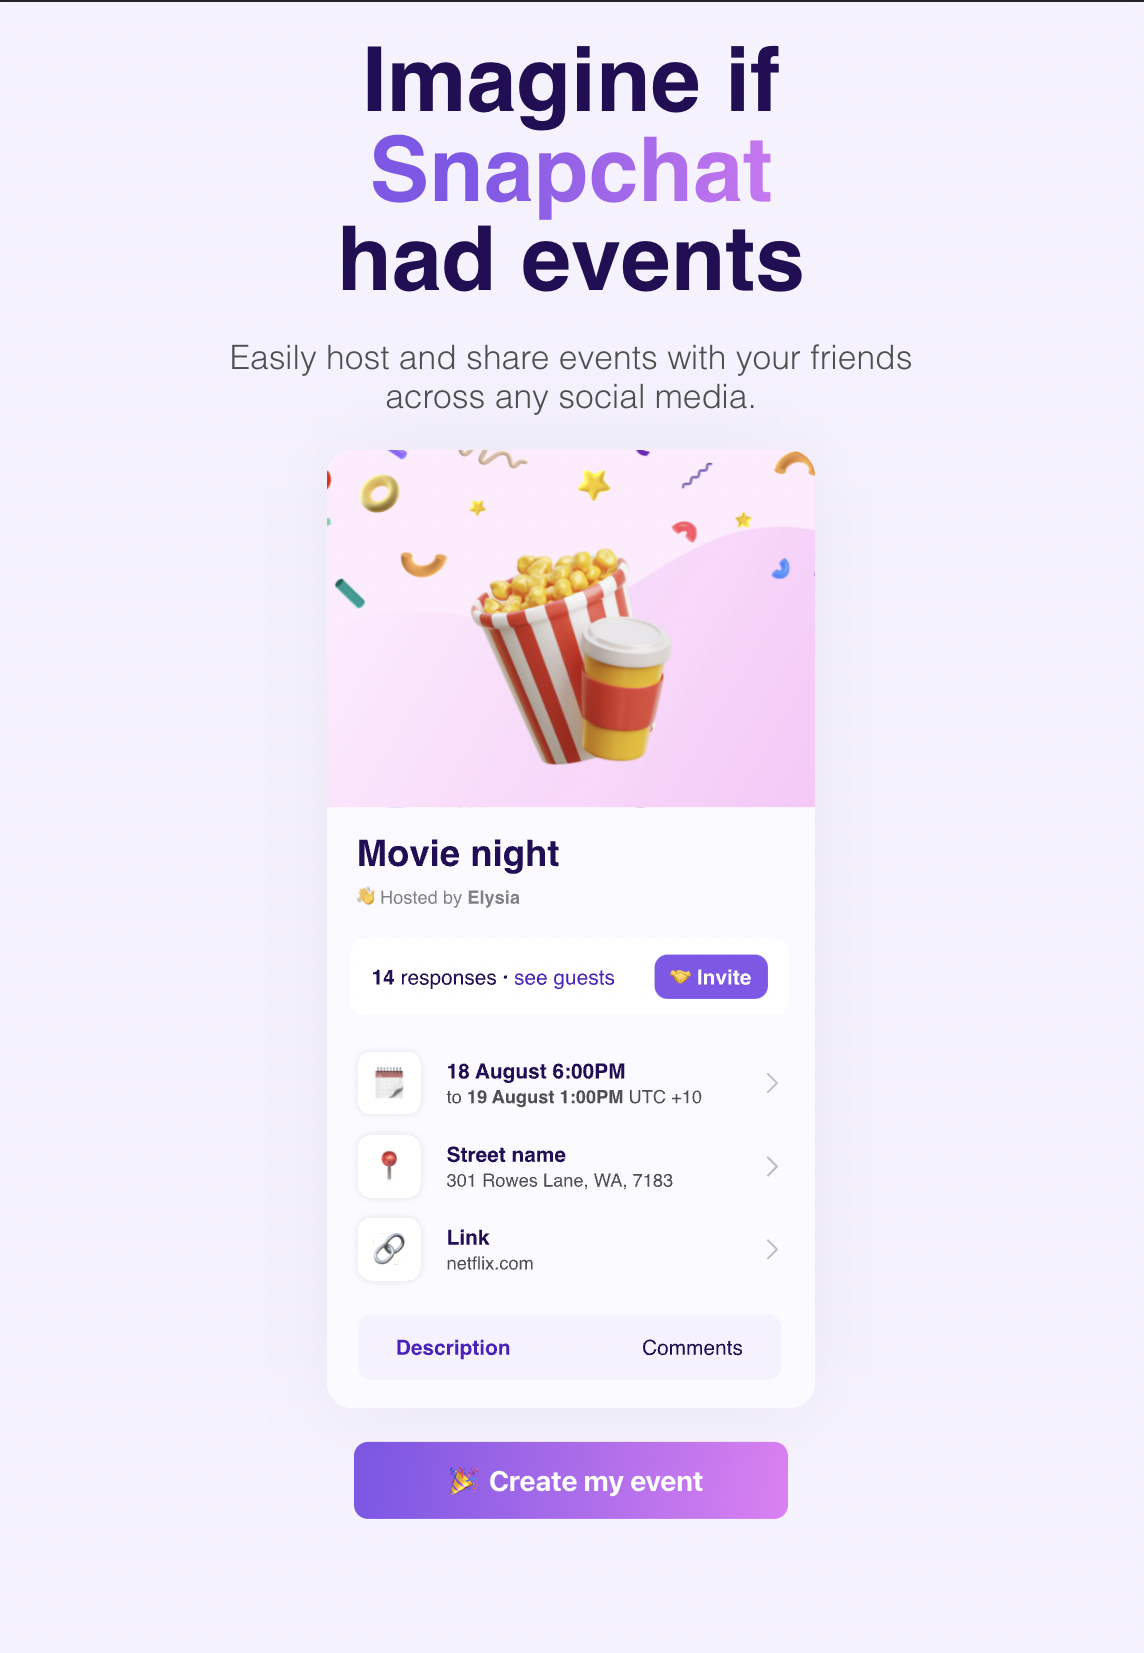 Imagine if
Snapchat
had events
Easily host and share events with your friends
across any social media.
Movie night
👋 Hosted by Elysia
14 responses · see guests
🤝 Invite
18 August 6:00PM
to 19 August 1:00PM UTC +10
Street name
301 Rowes Lane, WA, 7183
Link
netflix.com
Description
Comments
🎉 Create my event